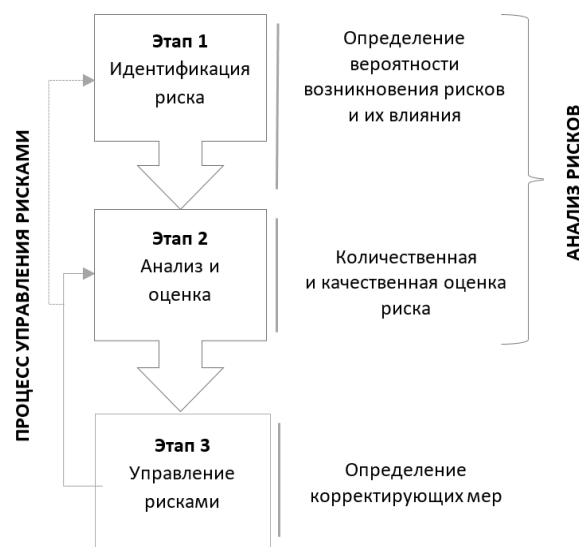 ПРОЦЕСС УПРАВЛЕНИЯ РИСКАМИ
Этап 1
Идентификация
риска
Определение
вероятности
возникновения рисков
и их влияния
Этап 2
Анализ и
оценка
Количественная
и качественная оценка
риска
Этап 3
Управление
рисками
Определение
корректирующих мер
АНАЛИЗ РИСКОВ